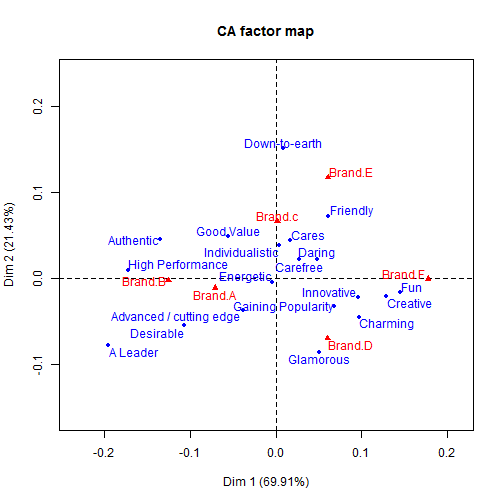 CA factor map
Dim 2 (21.43%)
0.2
0.1
0.0
-0.1
Down-to-earth
Brand.E
Friendly
Brand.c
Good.Value
Cares
Authentic
Individualistic
Daring
High Performance
Carefree
Brand.B
Energetic
Brand.F
Brand.A
Innovative
Fun
Gaining Popularity
Creative
Advanced / cutting edge
Charming
Desirable
A Leader
Brand.D
Glamorous
-0.2
-0.1
0.0
0.1
0.2
Dim 1 (69.91%)